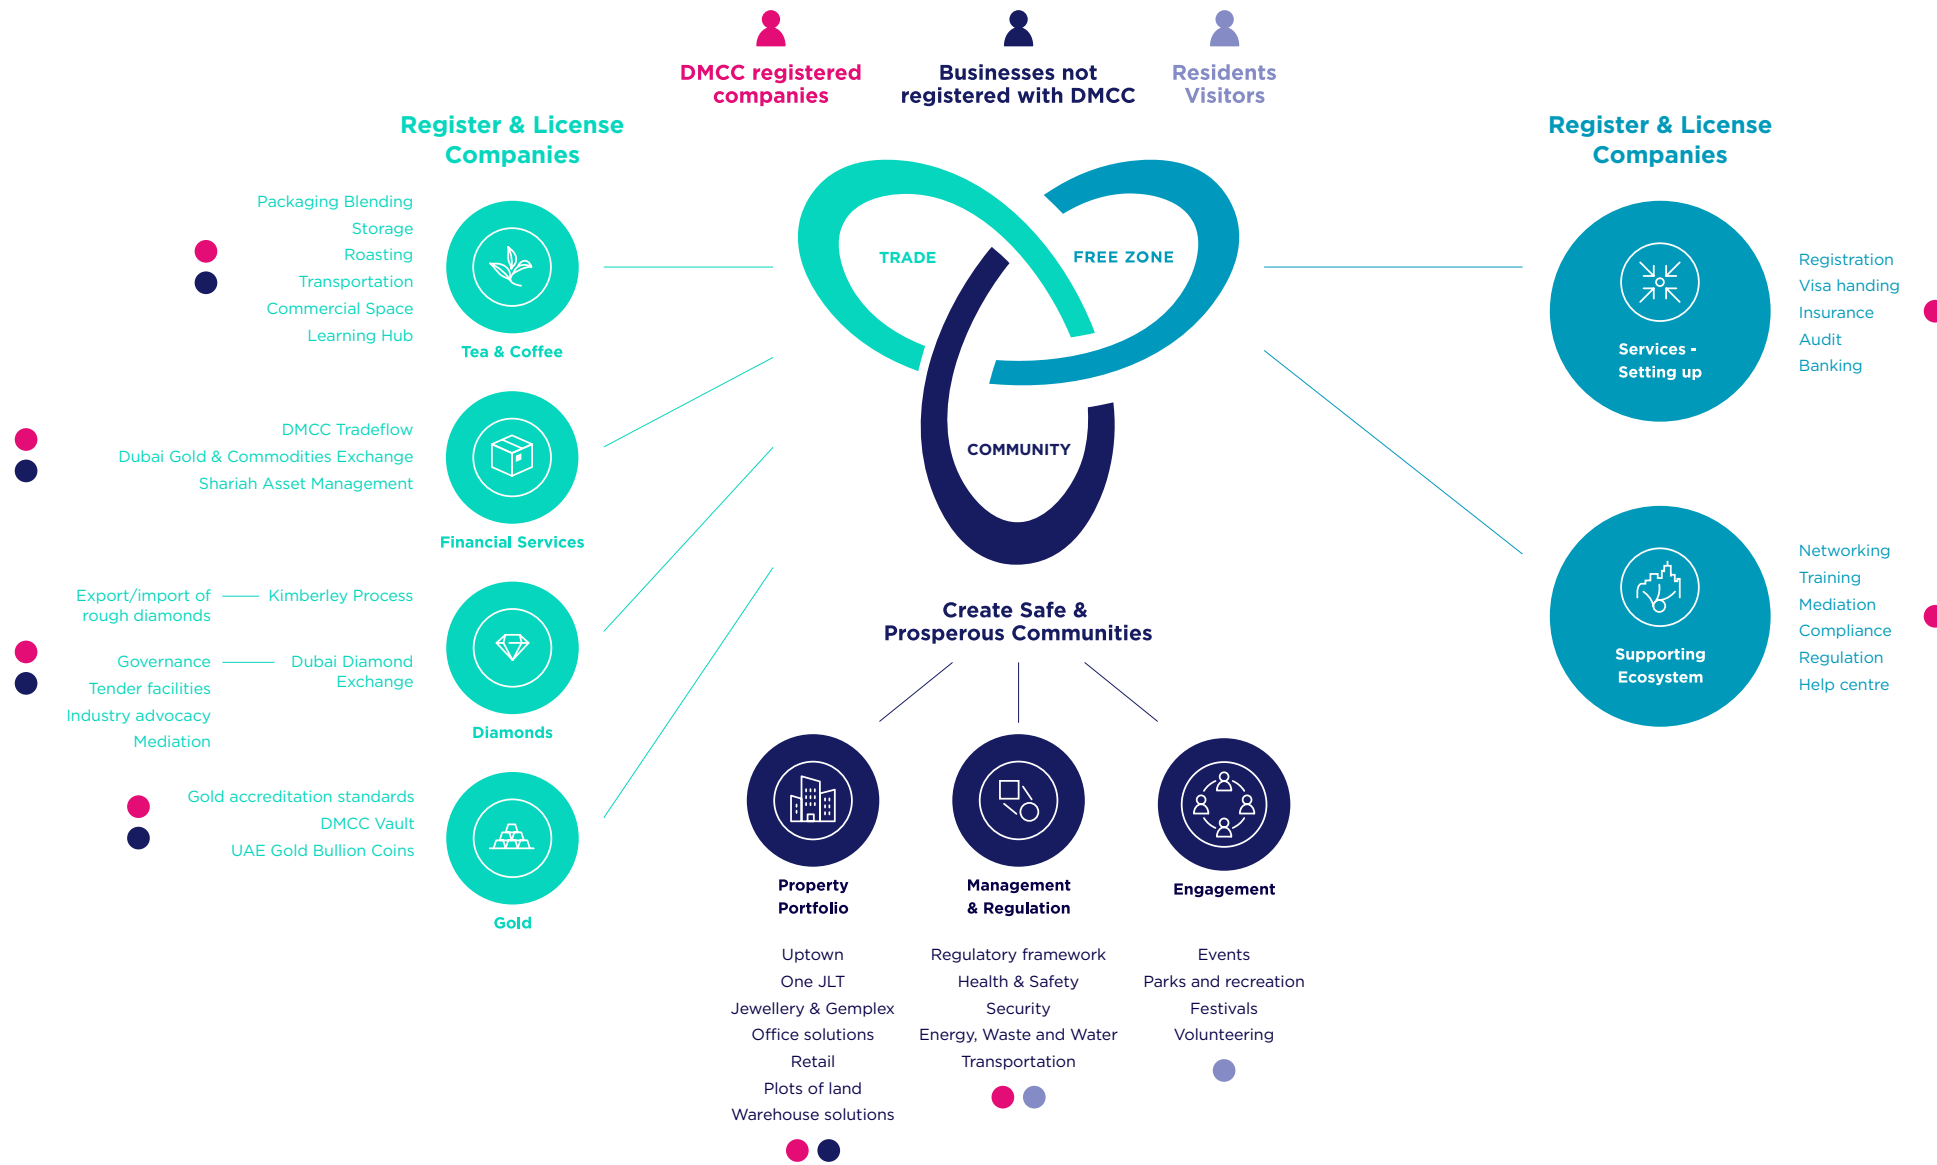 DMCC registered
companies
Businesses not
registered with DMCC
Residents
Visitors
Register & License
Companies
Packaging Blending
Storage
Roasting
Transportation
Commercial Space
Learning Hub
Tea & Coffee
DMCC Tradeflow
Dubai Gold & Commodities Exchange
Shariah Asset Management
Financial Services
Export/import of
rough diamonds
Kimberley Process
Governance
Tender facilities
Industry advocacy
Mediation
Dubai Diamond
Exchange
Diamonds
Gold accreditation standards
DMCC Vault
UAE Gold Bullion Coins
Gold
TRADE
FREE ZONE
COMMUNITY
Create Safe &
Prosperous Communities
Property
Portfolio
Uptown
One JLT
Jewellery & Gemplex
Office solutions
Retail
Plots of land
Warehouse solutions
Management
& Regulation
Regulatory framework
Health & Safety
Security
Energy, Waste and Water
Transportation
Engagement
Events
Parks and recreation
Festivals
Volunteering
Register & License
Companies
Services -
Setting up
Registration
Visa handing
Insurance
Audit
Banking
Supporting
Ecosystem
Networking
Training
Mediation
Compliance
Regulation
Help centre